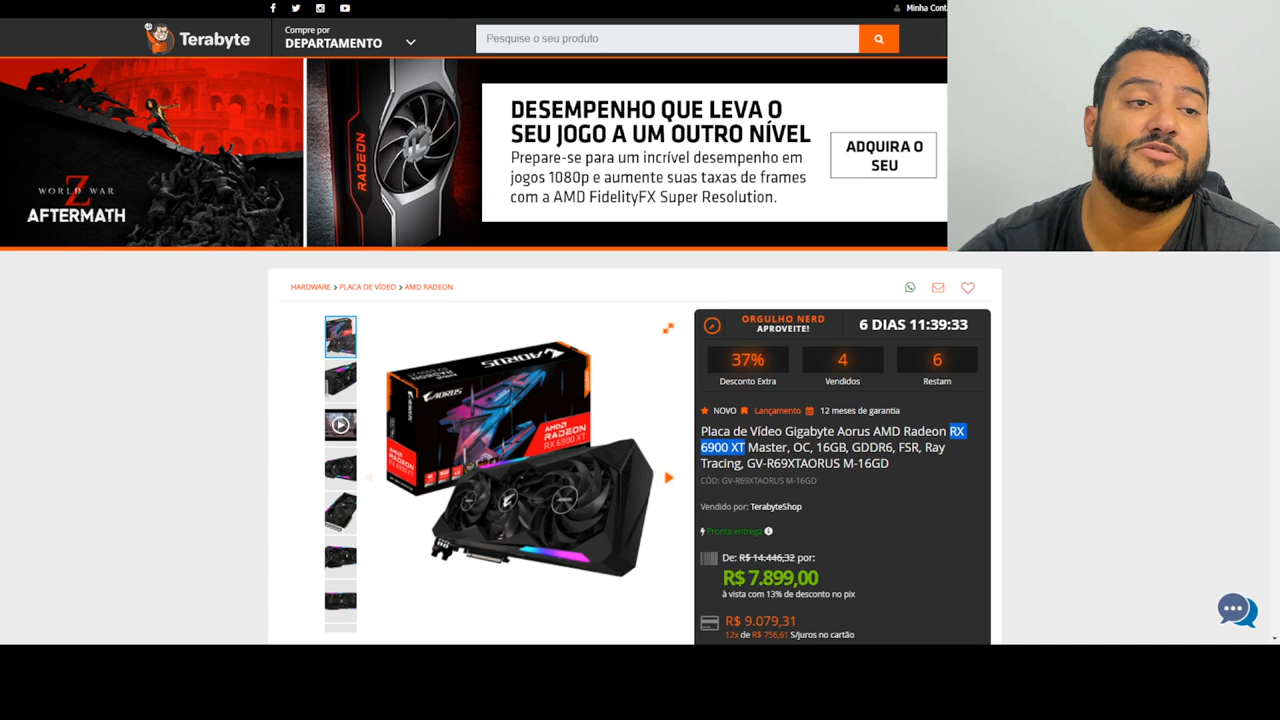 Minha Cont
Terabyte
Compre por
DEPARTAMENTO
Pesquise o seu produto
WORLD WAR
Z
AFTERMATH
RADEON
DESEMPENHO QUE LEVA O
SEU JOGO A UM OUTRO NÍVEL
Prepare-se para um incrível desempenho em
jogos 1080p e aumente suas taxas de frames
com a AMD FidelityFX Super Resolution.
ADQUIRA O
SEU
HARDWARE > PLACA DE VÍDEO > AMD RADEON
AORUS
AORUS
AMD
RADEON
RX 6900 XT
ORGULHO NERD
APROVEITE!
6 DIAS 11:39:33
37%
4
6
Desconto Extra
Vendidos
Restam
NOVO
Lançamento
12 meses de garantia
Placa de Vídeo Gigabyte Aorus AMD Radeon RX
6900 XT Master, OC, 16GB, GDDR6, FSR, Ray
Tracing, GV-R69XTAORUS M-16GD
CÓD: GV-R69XTAORUS M-16GD
Vendido por: TerabyteShop
Pronta entrega
De: R$ 14.446,32 por:
R$ 7.899,00
à vista com 13% de desconto no pix
R$ 9.079,31
12x de R$ 756,61 S/juros no cartão